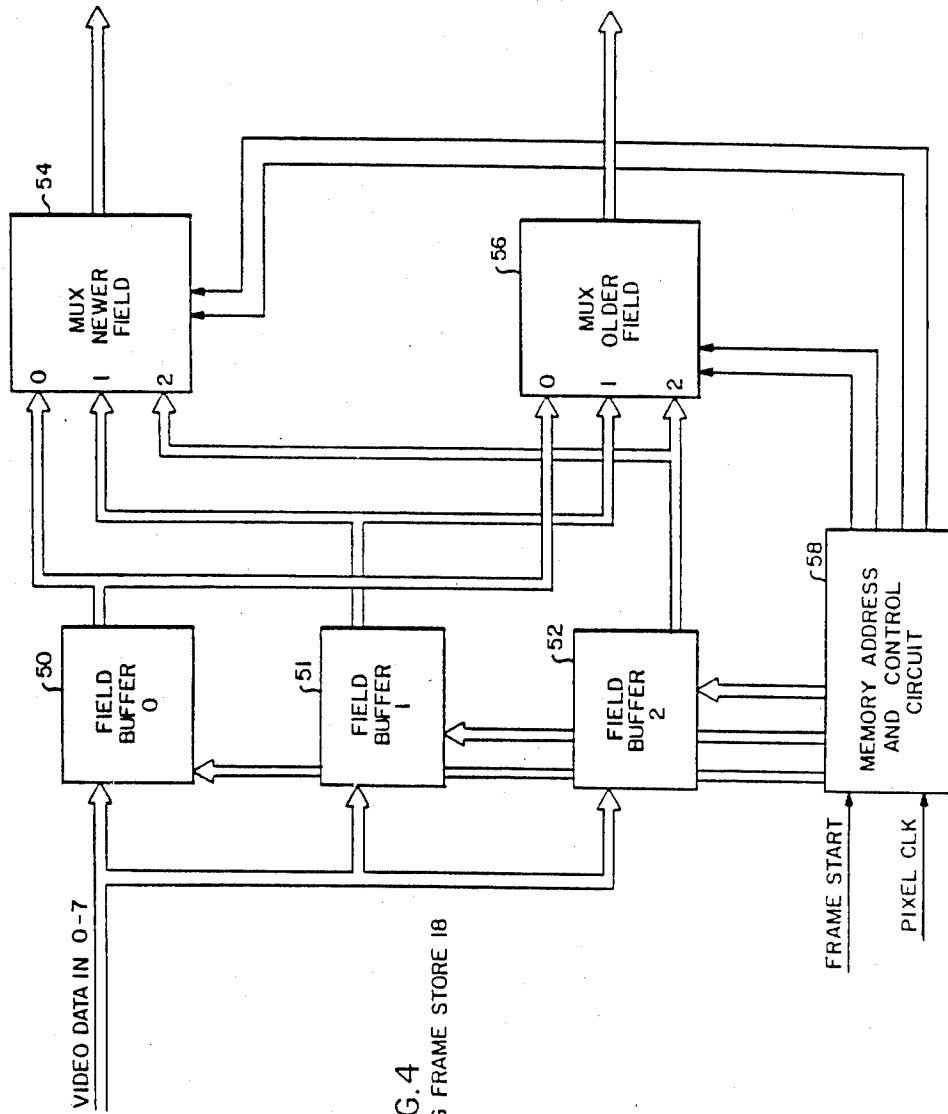 VIDEO DATA IN 0-7
50
FIELD
BUFFER
0
51
FIELD
BUFFER
1
52
FIELD
BUFFER
2
54
MUX
NEWER
FIELD
0
1
2
56
MUX
OLDER
FIELD
0
1
2
58
MEMORY ADDRESS
AND CONTROL
CIRCUIT
FRAME START
PIXEL CLK
G.4
FRAME STORE 18